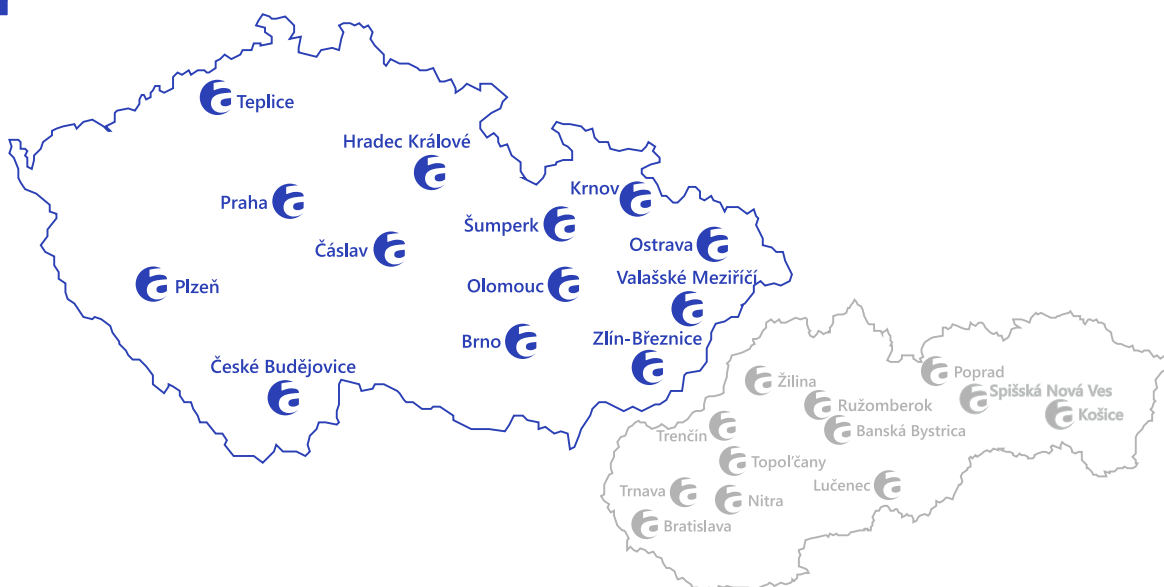 Teplice
Hradec Králové
Krnov
Praha
Šumperk
Čáslav
Ostrava
Valašské Meziříčí
Plzeň
Olomouc
Brno
Zlín-Březnice
České Budějovice
Poprad
Žilina
Spišská Nová Ves
Ružomberok
Košice
Trenčín
Banská Bystrica
Topoľčany
Trnava
Nitra
Lučenec
Bratislava